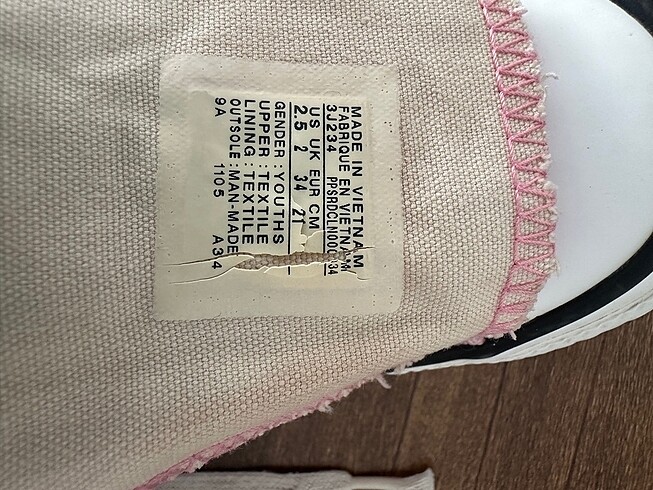 MADE IN VIETNAM
FABRIQUE EN VIETNAM
3J234
US UK EUR CM
2.5 2 34 21
GENDER : YOUTHS
UPPER : TEXTILE
LINING : TEXTILE
OUTSOLE : MAN-MADE
9A 1105 A34